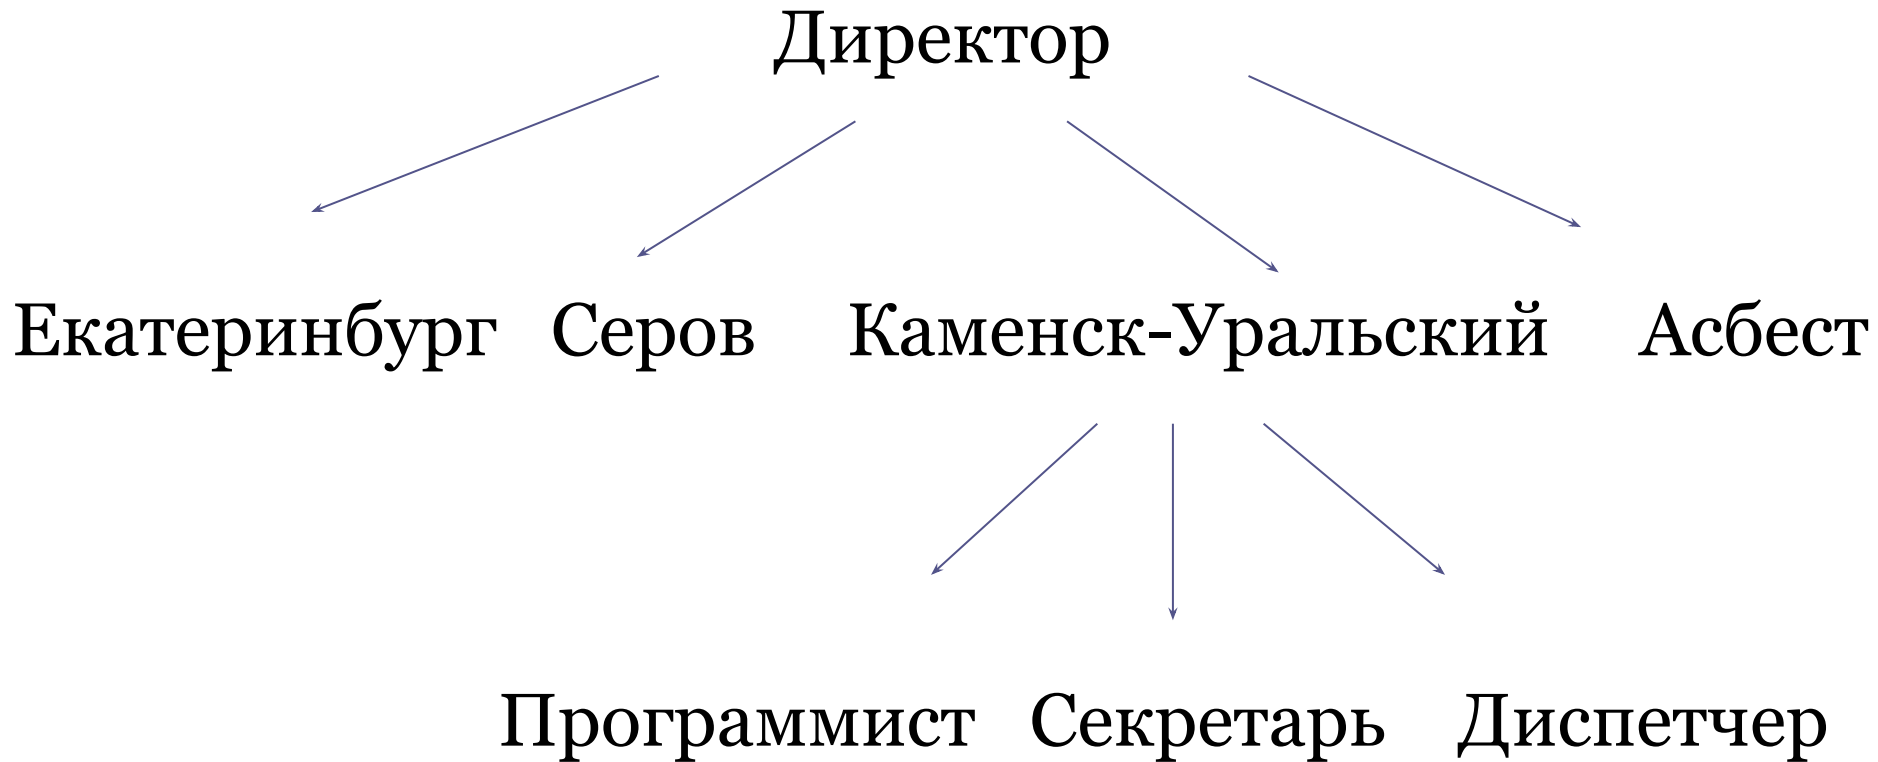 Директор
Екатеринбург Серов Каменск-Уральский Асбест
Программист Секретарь Диспетчер